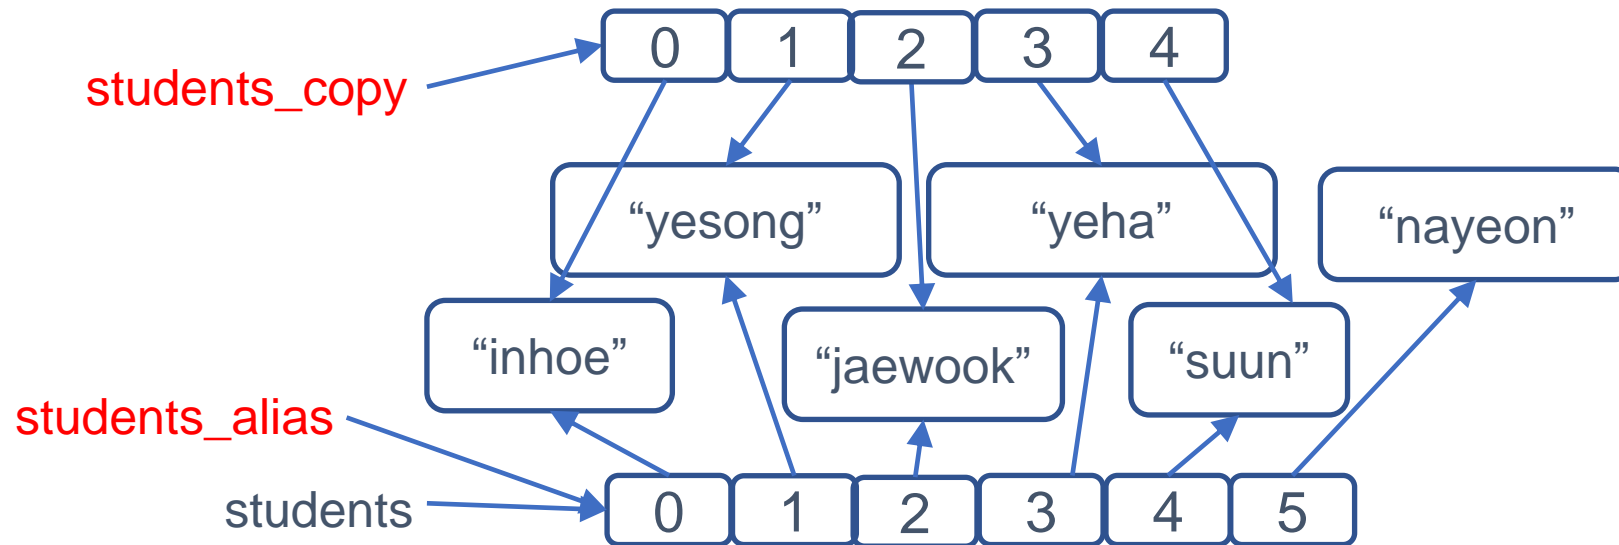 0 1 2 3 4
students_copy
“yesong” “yeha” “nayeon”
“inhoe” “jaewook” “suun”
students_alias
students 0 1 2 3 4 5